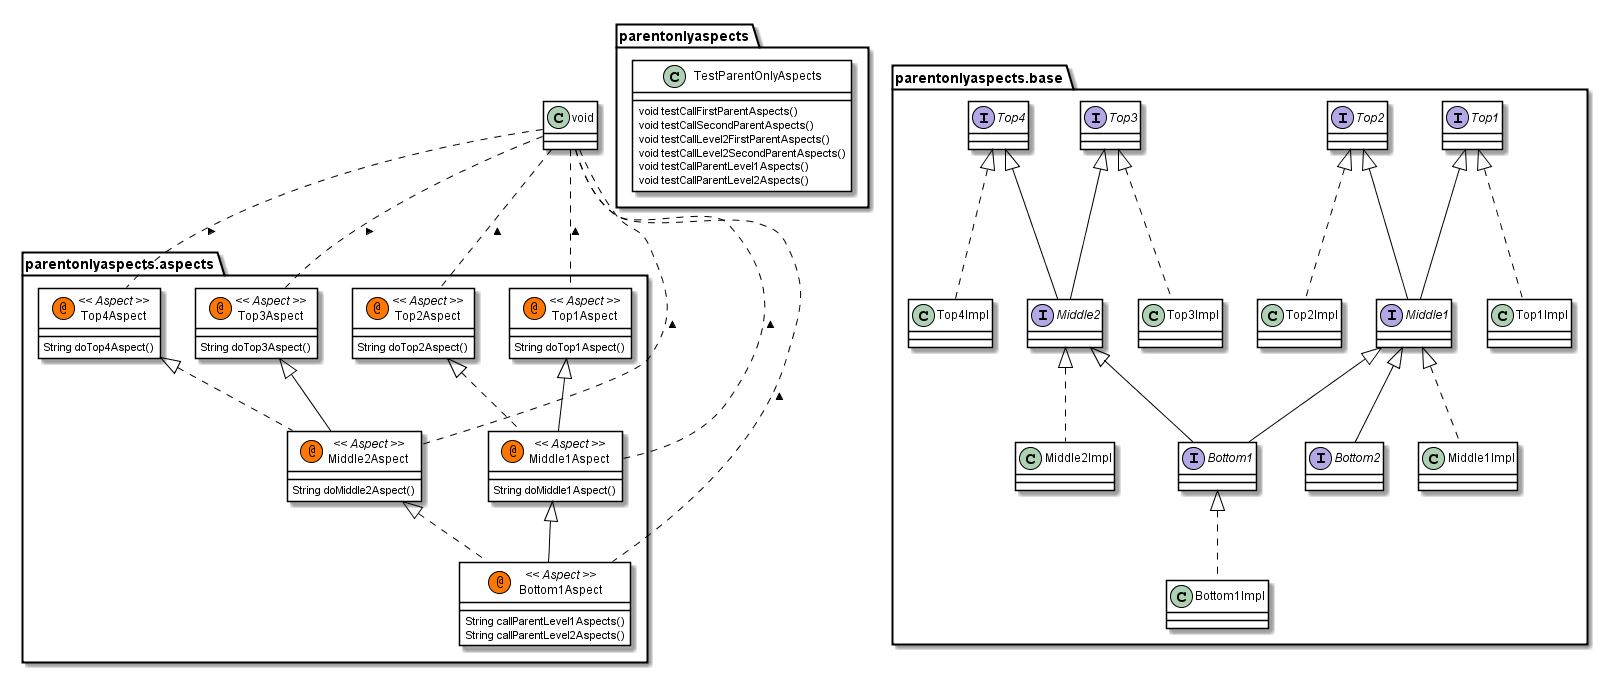 parentonlyaspects
C TestParentOnlyAspects
void testCallFirstParentAspects()
void testCallSecondParentAspects()
void testCallLevel2FirstParentAspects()
void testCallLevel2SecondParentAspects()
void testCallParentLevel1Aspects()
void testCallParentLevel2Aspects()
C void
parentonlyaspects.aspects
@ << Aspect >>
Top4Aspect
String doTop4Aspect()
@ << Aspect >>
Top3Aspect
String doTop3Aspect()
@ << Aspect >>
Top2Aspect
String doTop2Aspect()
@ << Aspect >>
Top1Aspect
String doTop1Aspect()
@ << Aspect >>
Middle2Aspect
String doMiddle2Aspect()
@ << Aspect >>
Middle1Aspect
String doMiddle1Aspect()
@ << Aspect >>
Bottom1Aspect
String callParentLevel1Aspects()
String callParentLevel2Aspects()
parentonlyaspects.base
I Top4
I Top3
I Top2
I Top1
C Top4Impl
I Middle2
C Top3Impl
C Top2Impl
I Middle1
C Top1Impl
C Middle2Impl
I Bottom1
I Bottom2
C Middle1Impl
C Bottom1Impl